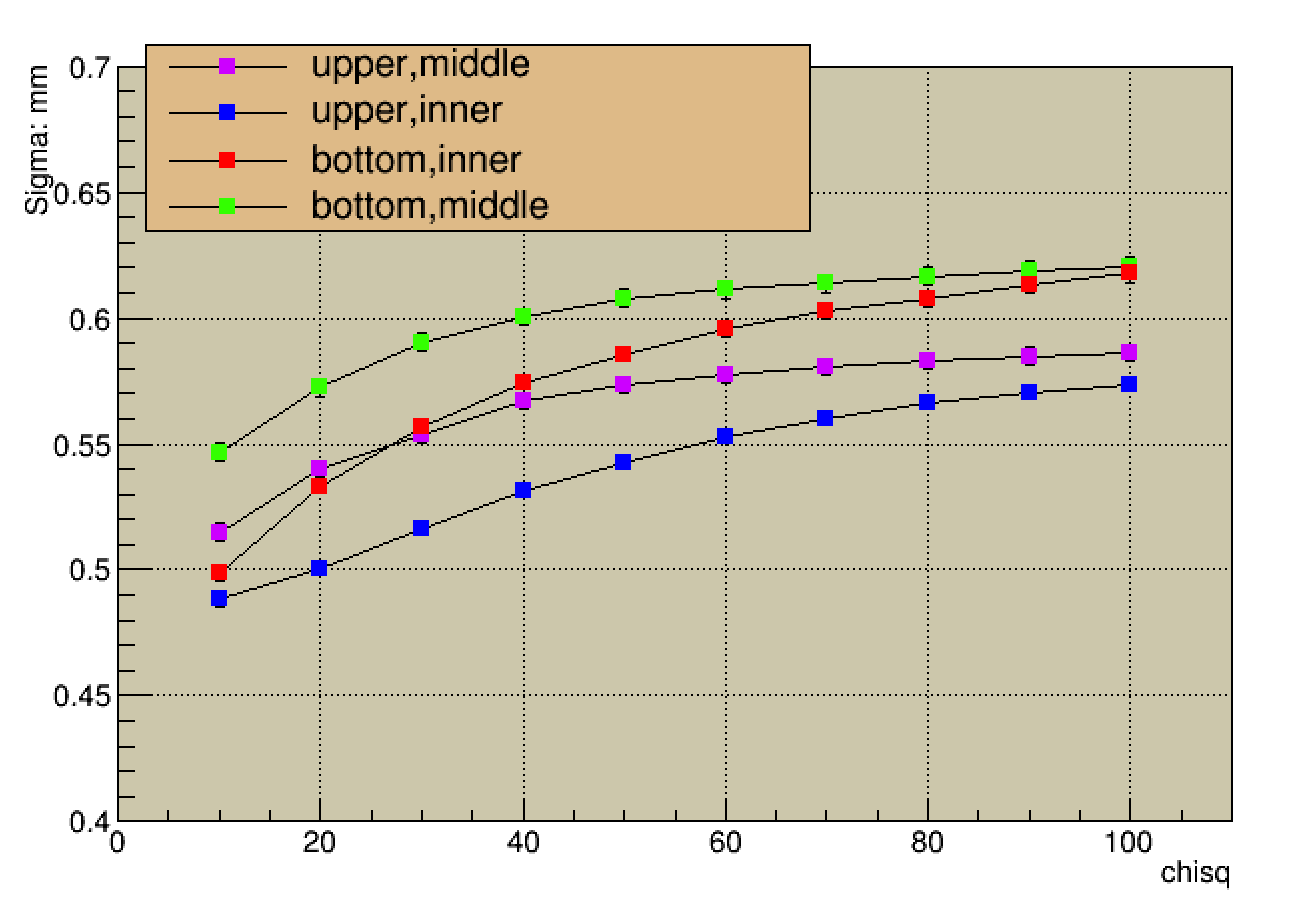 upper,middle
upper,inner
bottom,inner
bottom,middle
Sigma: mm
0.7
0.65
0.6
0.55
0.5
0.45
0.4
0 20 40 60 80 100
chisq